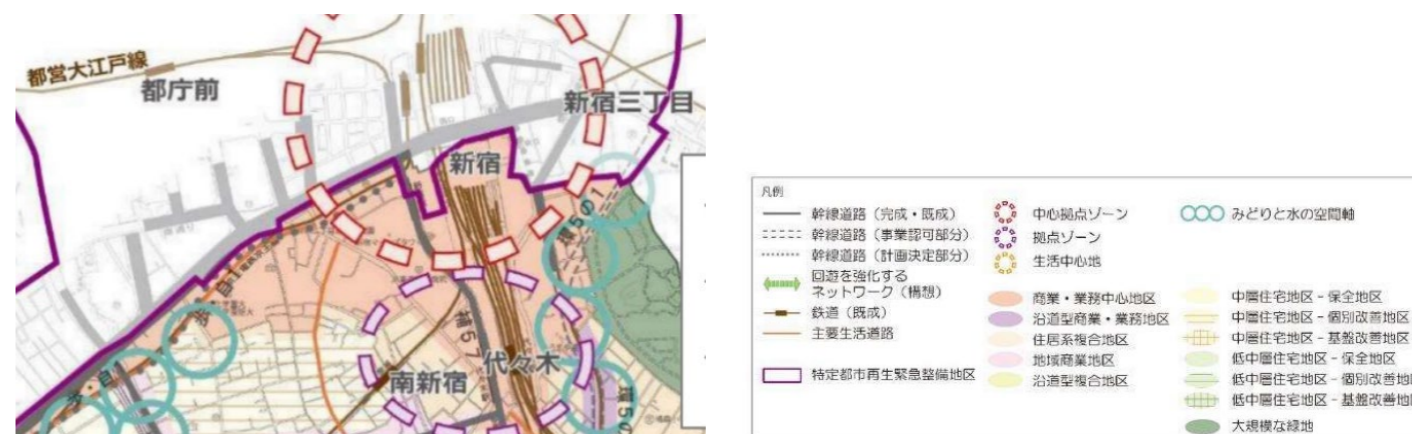 都営大江戸線
都庁前
新宿三丁目
新宿
環5の1
補57
代々木
南新宿
環5の
凡例
幹線道路（完成・既成）
幹線道路（事業認可部分）
幹線道路（計画決定部分）
回遊を強化する
ネットワーク（構想）
鉄道（既成）
主要生活道路
特定都市再生緊急整備地区
中心拠点ゾーン
拠点ゾーン
生活中心地
商業・業務中心地区
沿道型商業・業務地区
住居系複合地区
地域商業地区
沿道型複合地区
みどりと水の空間軸
中層住宅地区－保全地区
中層住宅地区－個別改善地区
中層住宅地区－基盤改善地区
低中層住宅地区－保全地区
低中層住宅地区－個別改善地
低中層住宅地区－基盤改善地
大規模な緑地